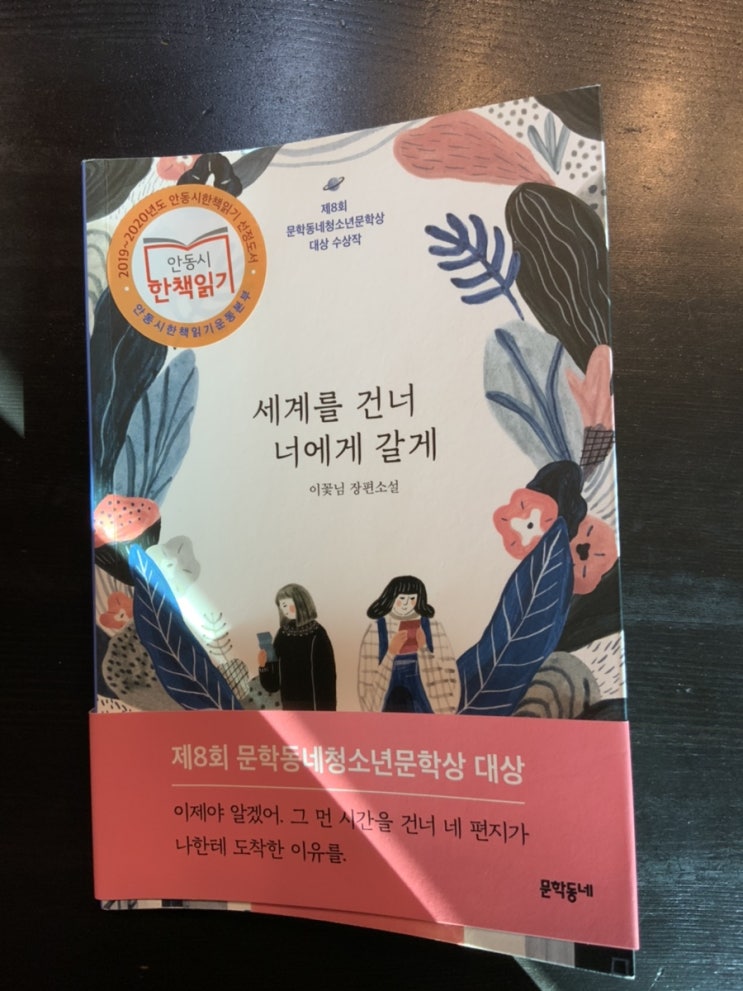 제8회
문학동네청소년문학상
대상 수상작
2019~2020년도 안동시한책읽기 선정도서
안동시
한책읽기
안동시한책읽기운동본부
세계를 건너
너에게 갈게
이꽃님 장편소설
제8회 문학동네청소년문학상 대상
이제야 알겠어. 그 먼 시간을 건너 네 편지가
나한테 도착한 이유를.
문학동네